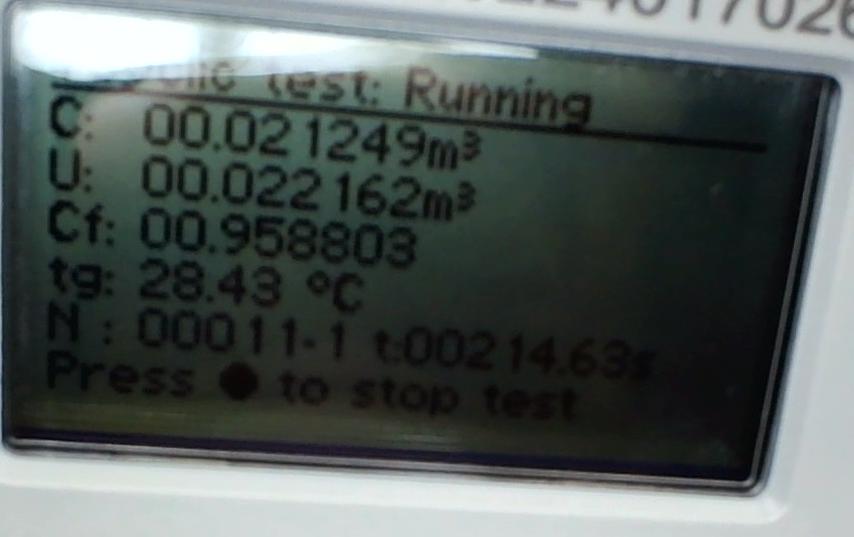 test: Running
C: 00.021249m³
U: 00.022162m³
Cf: 00.958803
tg: 28.43 °C
N : 00011-1 t:00214.63s
Press ● to stop test